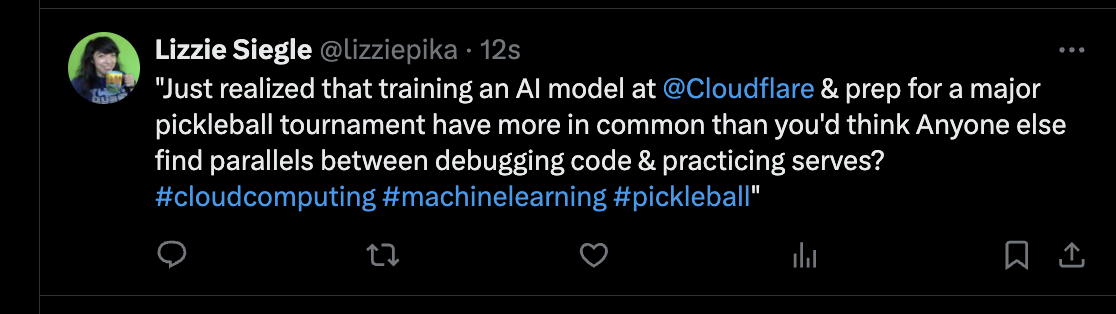 Lizzie Siegle @lizziepika · 12s
"Just realized that training an AI model at @Cloudflare & prep for a major
pickleball tournament have more in common than you'd think Anyone else
find parallels between debugging code & practicing serves?
#cloudcomputing #machinelearning #pickleball"